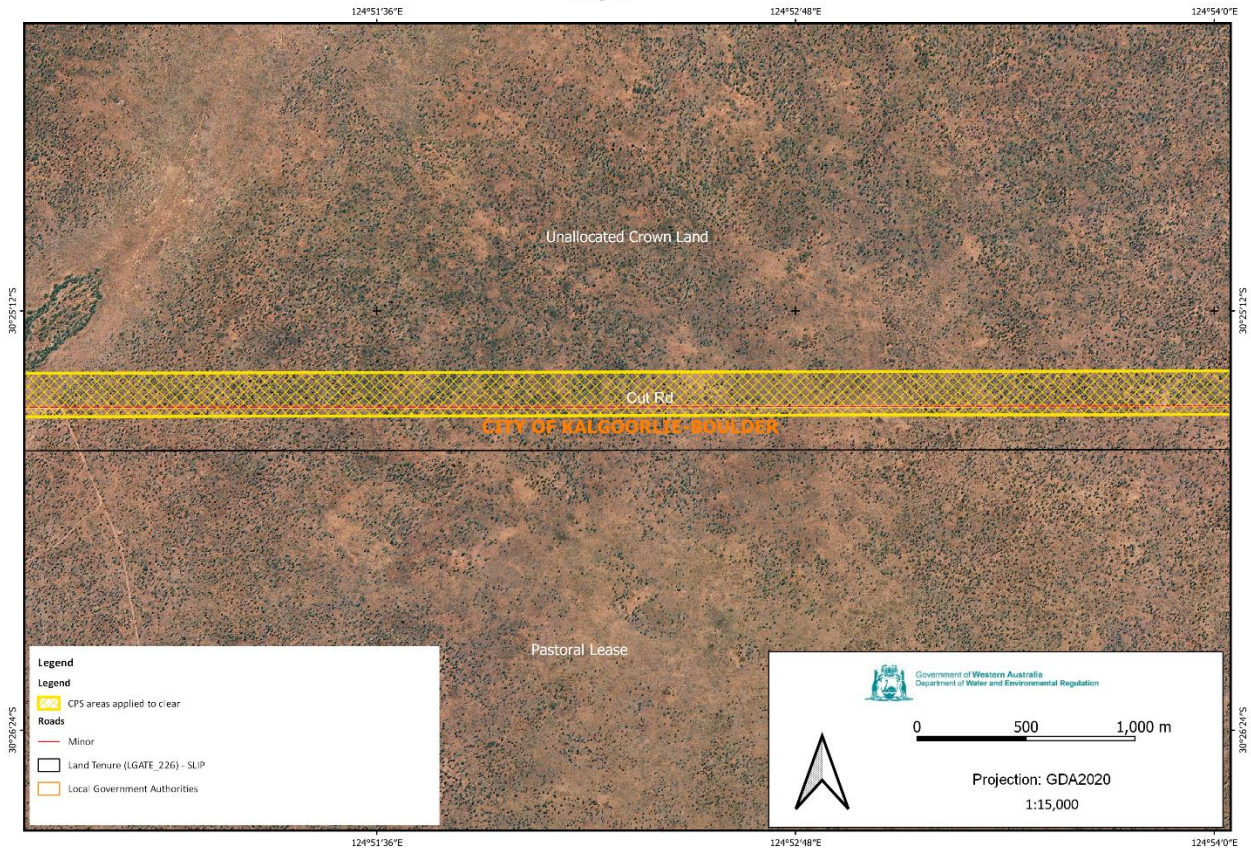 124°51'36"E
124°52'48"E
124°54'0"E
30°25'12"S
30°25'12"S
Unallocated Crown Land
Cut Rd
CITY OF KALGOORLIE-BOULDER
Pastoral Lease
Legend
Legend
CPS areas applied to clear
Roads
Minor
Land Tenure (LGATE_226) - SLIP
Local Government Authorities
Government of Western Australia
Department of Water and Environmental Regulation
0 500 1,000 m
Projection: GDA2020
1:15,000
30°26'24"S
30°26'24"S
124°51'36"E
124°52'48"E
124°54'0"E